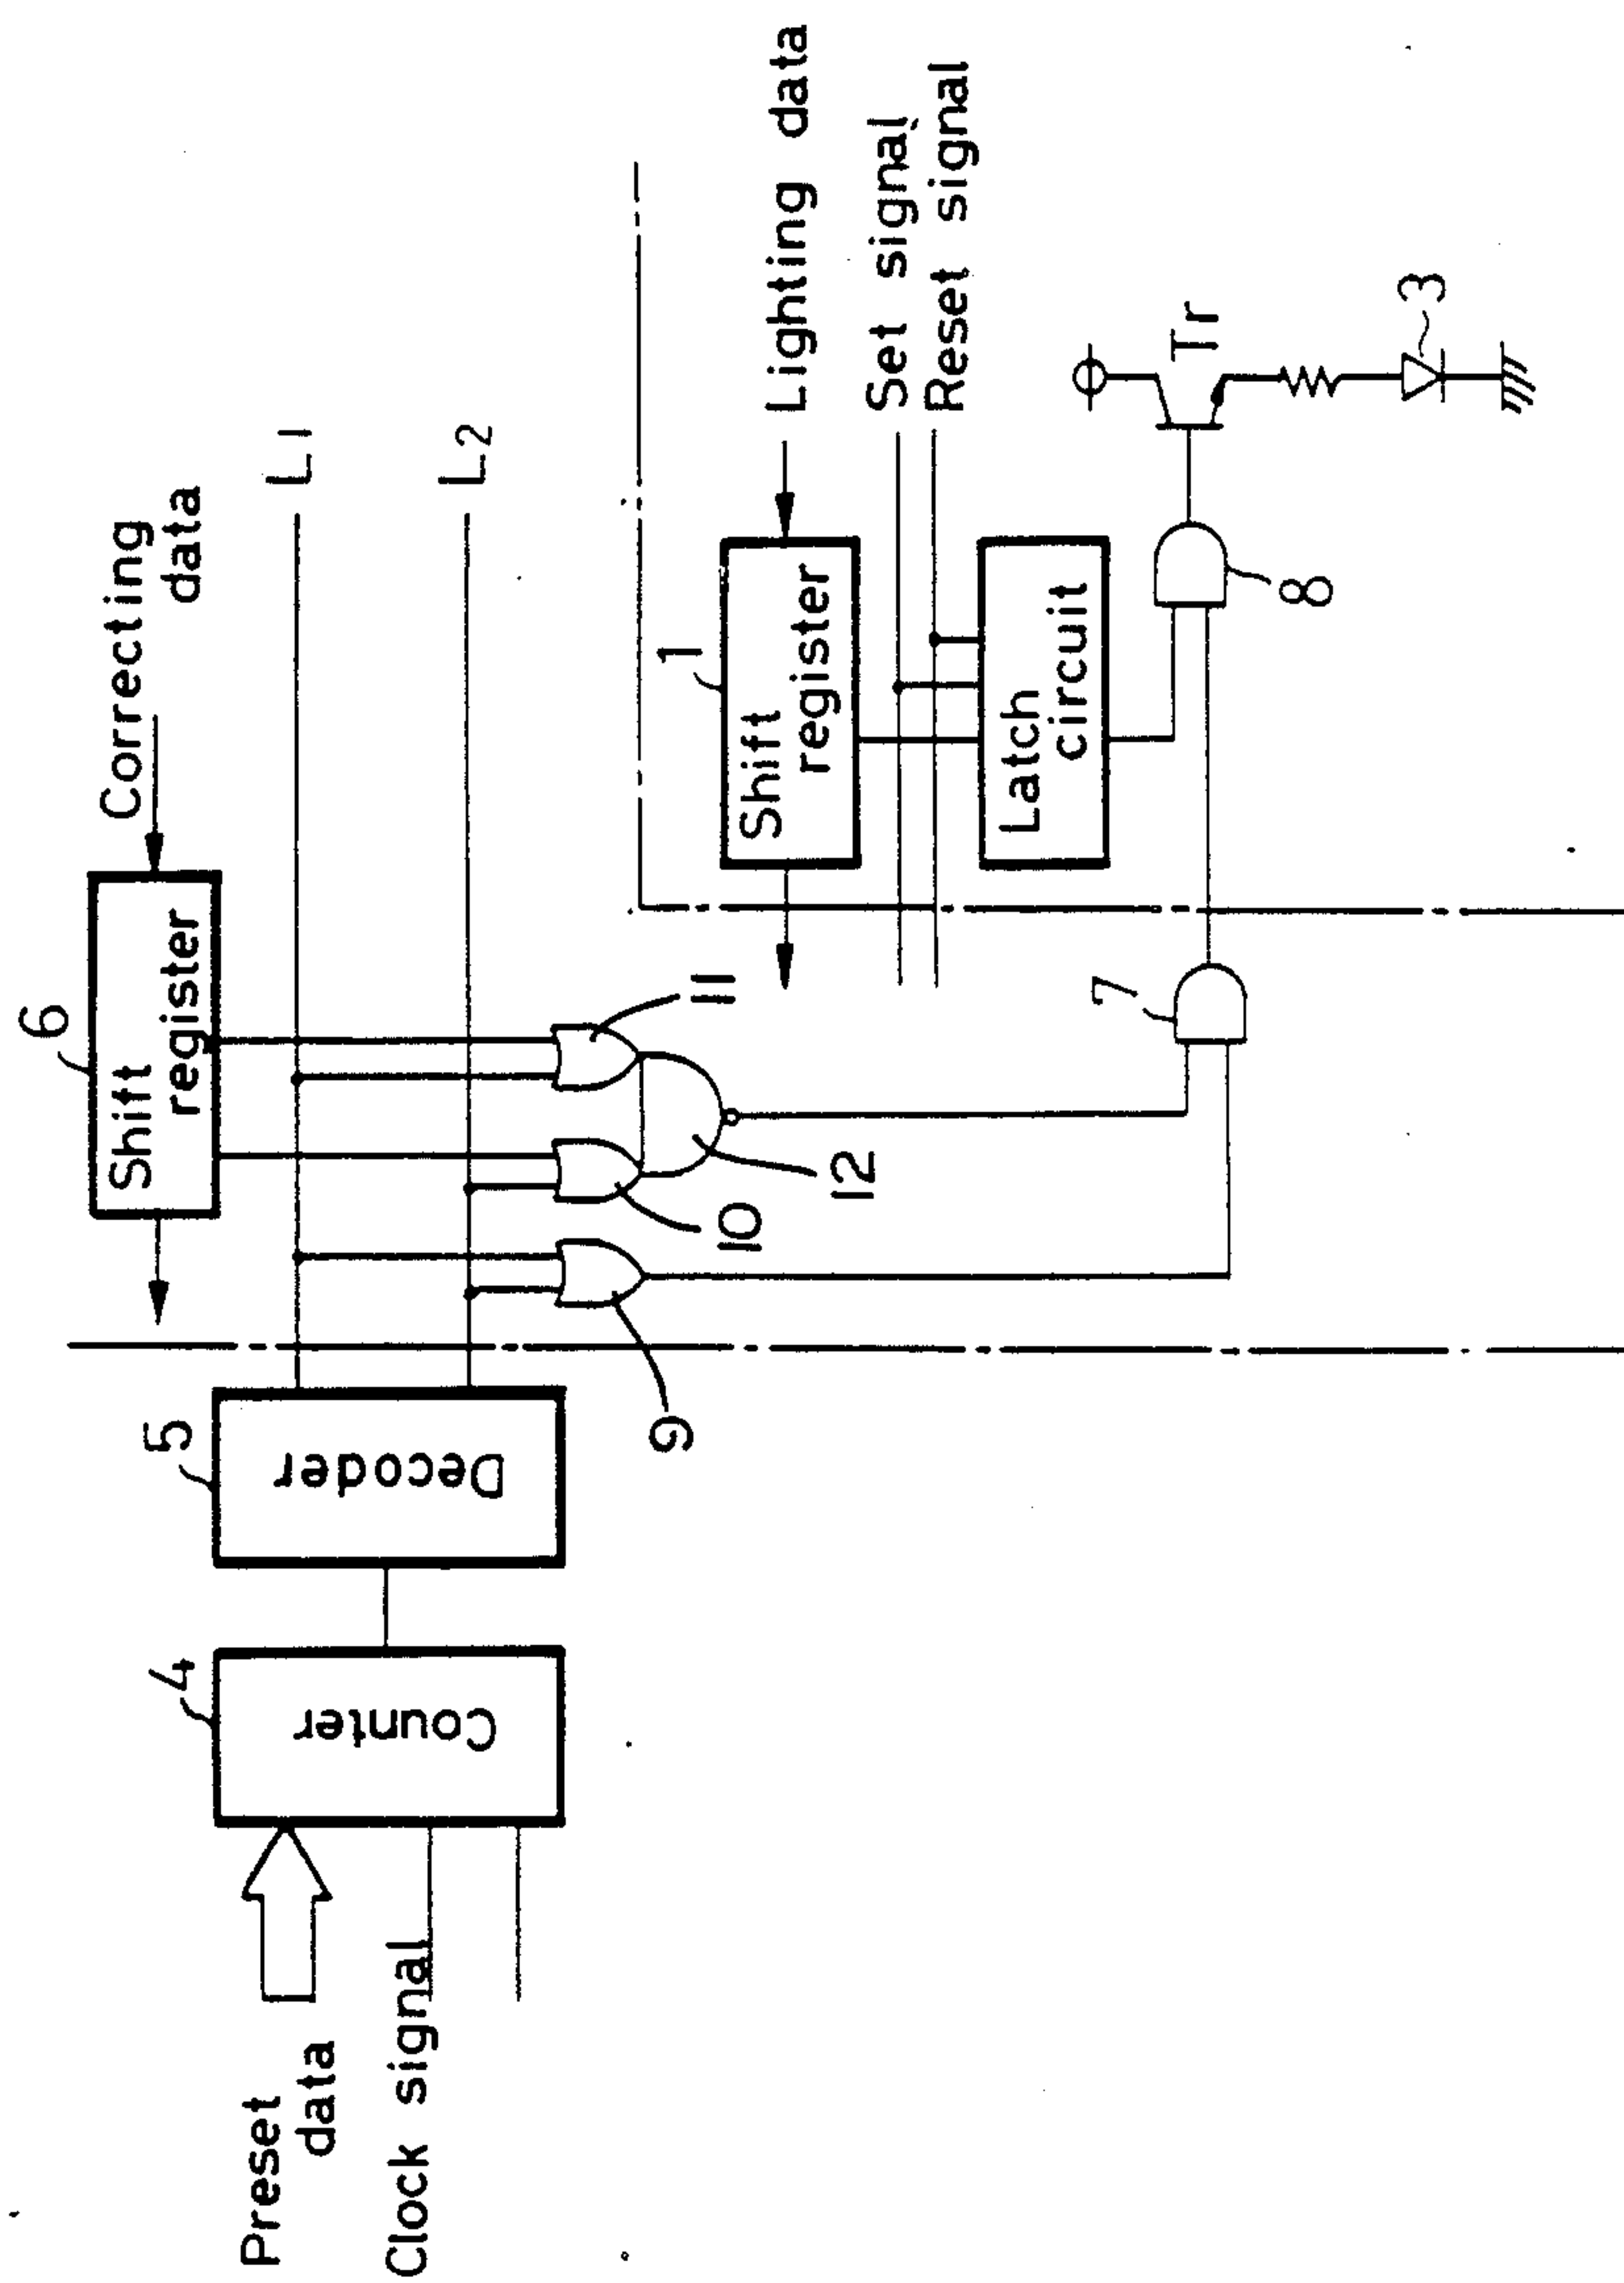 6
Shift
register
Correcting
data
L1
L2
Preset
data
Clock signal
4
Counter
5
Decoder
9
10
11
12
1
Shift
register
Lighting data
Set signal
Reset signal
Latch
circuit
7
8
Tr
3